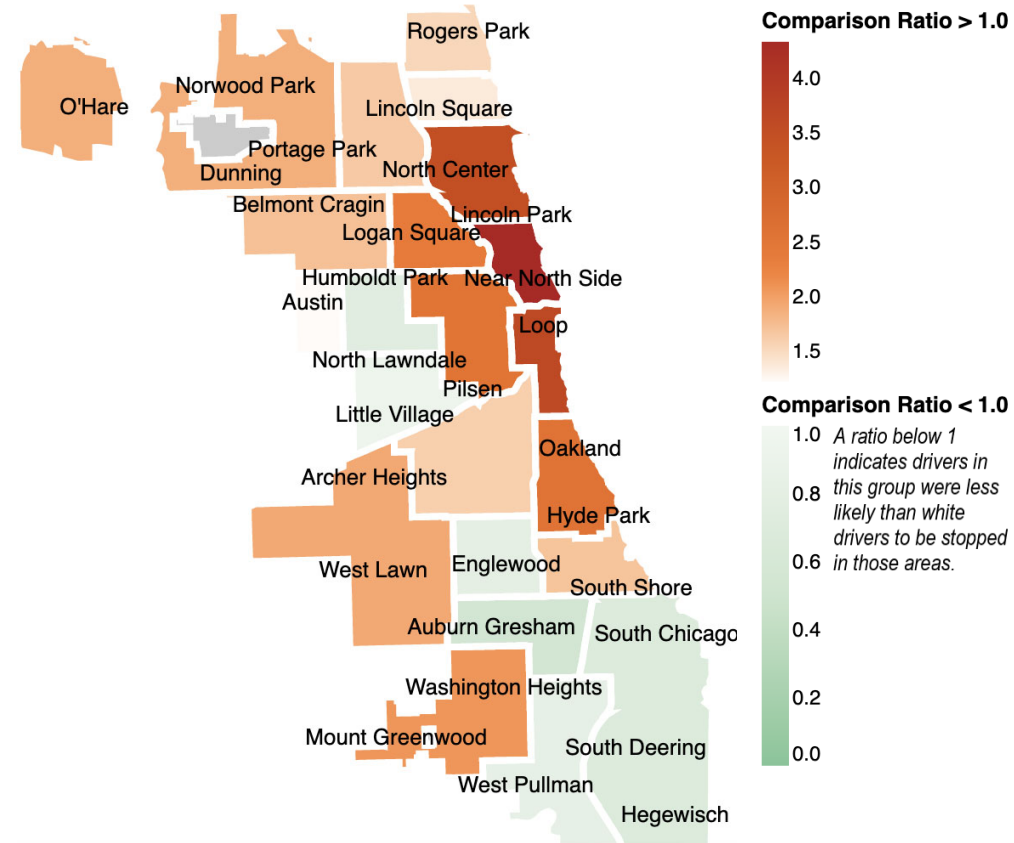 Comparison Ratio > 1.0
4.0
3.5
3.0
2.5
2.0
1.5
Comparison Ratio < 1.0
1.0
0.8
0.6
0.4
0.2
0.0
A ratio below 1
indicates drivers in
this group were less
likely than white
drivers to be stopped
in those areas.
Rogers Park
Norwood Park
O'Hare
Lincoln Square
Portage Park
North Center
Dunning
Belmont Cragin
Lincoln Park
Logan Square
Humboldt Park
Near North Side
Austin
Loop
North Lawndale
Pilsen
Little Village
Oakland
Archer Heights
Hyde Park
Englewood
West Lawn
South Shore
Auburn Gresham
South Chicago
Washington Heights
Mount Greenwood
South Deering
West Pullman
Hegewisch